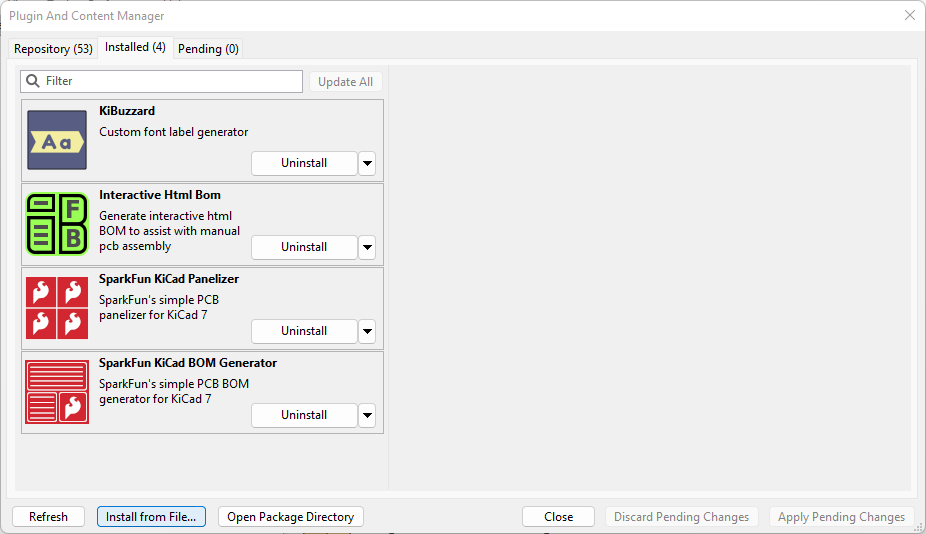 Plugin And Content Manager
Repository (53)
Installed (4)
Pending (0)
Filter
Update All
Aa
KiBuzzard
Custom font label generator
Uninstall
F
B
Interactive Html Bom
Generate interactive html
BOM to assist with manual
pcb assembly
Uninstall
SparkFun KiCad Panelizer
SparkFun's simple PCB
panelizer for KiCad 7
Uninstall
SparkFun KiCad BOM Generator
SparkFun's simple PCB BOM
generator for KiCad 7
Uninstall
Refresh
Install from File...
Open Package Directory
Close
Discard Pending Changes
Apply Pending Changes